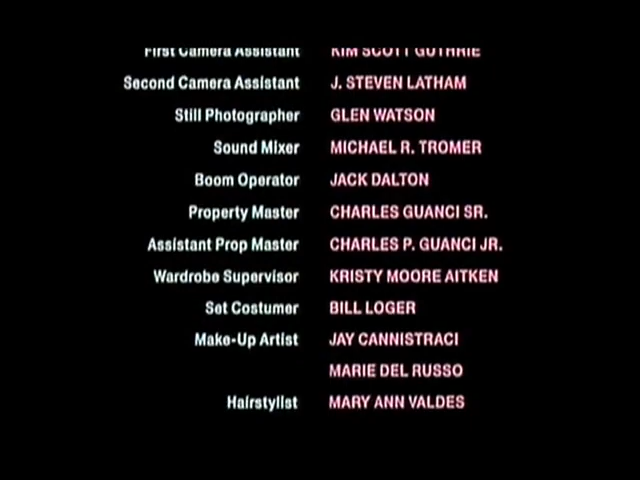 First Camera Assistant KIM SCOTT GUTHRIE
Second Camera Assistant J. STEVEN LATHAM
Still Photographer GLEN WATSON
Sound Mixer MICHAEL R. TROMER
Boom Operator JACK DALTON
Property Master CHARLES GUANCI SR.
Assistant Prop Master CHARLES P. GUANCI JR.
Wardrobe Supervisor KRISTY MOORE AITKEN
Set Costumer BILL LOGER
Make-Up Artist JAY CANNISTRACI
MARIE DEL RUSSO
Hairstylist MARY ANN VALDES